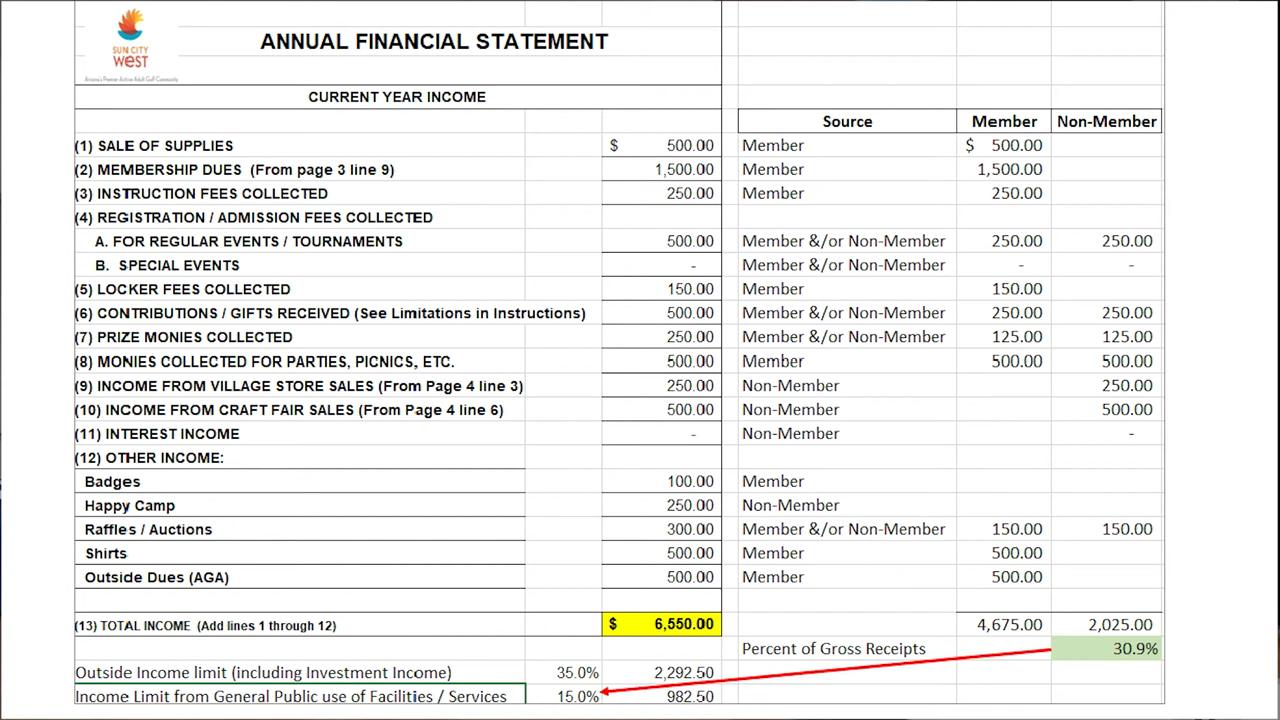 SUN CITY
WEST
Arizona's Premier Active Adult Golf Community
ANNUAL FINANCIAL STATEMENT
CURRENT YEAR INCOME
Source Member Non-Member
(1) SALE OF SUPPLIES $ 500.00 Member $ 500.00
(2) MEMBERSHIP DUES (From page 3 line 9) 1,500.00 Member 1,500.00
(3) INSTRUCTION FEES COLLECTED 250.00 Member 250.00
(4) REGISTRATION / ADMISSION FEES COLLECTED
A. FOR REGULAR EVENTS / TOURNAMENTS 500.00 Member &/or Non-Member 250.00 250.00
B. SPECIAL EVENTS - Member &/or Non-Member - -
(5) LOCKER FEES COLLECTED 150.00 Member 150.00
(6) CONTRIBUTIONS / GIFTS RECEIVED (See Limitations in Instructions) 500.00 Member &/or Non-Member 250.00 250.00
(7) PRIZE MONIES COLLECTED 250.00 Member &/or Non-Member 125.00 125.00
(8) MONIES COLLECTED FOR PARTIES, PICNICS, ETC. 500.00 Member 500.00 500.00
(9) INCOME FROM VILLAGE STORE SALES (From Page 4 line 3) 250.00 Non-Member 250.00
(10) INCOME FROM CRAFT FAIR SALES (From Page 4 line 6) 500.00 Non-Member 500.00
(11) INTEREST INCOME - Non-Member -
(12) OTHER INCOME:
Badges 100.00 Member
Happy Camp 250.00 Non-Member
Raffles / Auctions 300.00 Member &/or Non-Member 150.00 150.00
Shirts 500.00 Member 500.00
Outside Dues (AGA) 500.00 Member 500.00
(13) TOTAL INCOME (Add lines 1 through 12) $ 6,550.00 4,675.00 2,025.00
Percent of Gross Receipts 30.9%
Outside Income limit (including Investment Income) 35.0% 2,292.50
Income Limit from General Public use of Facilities / Services 15.0% 982.50